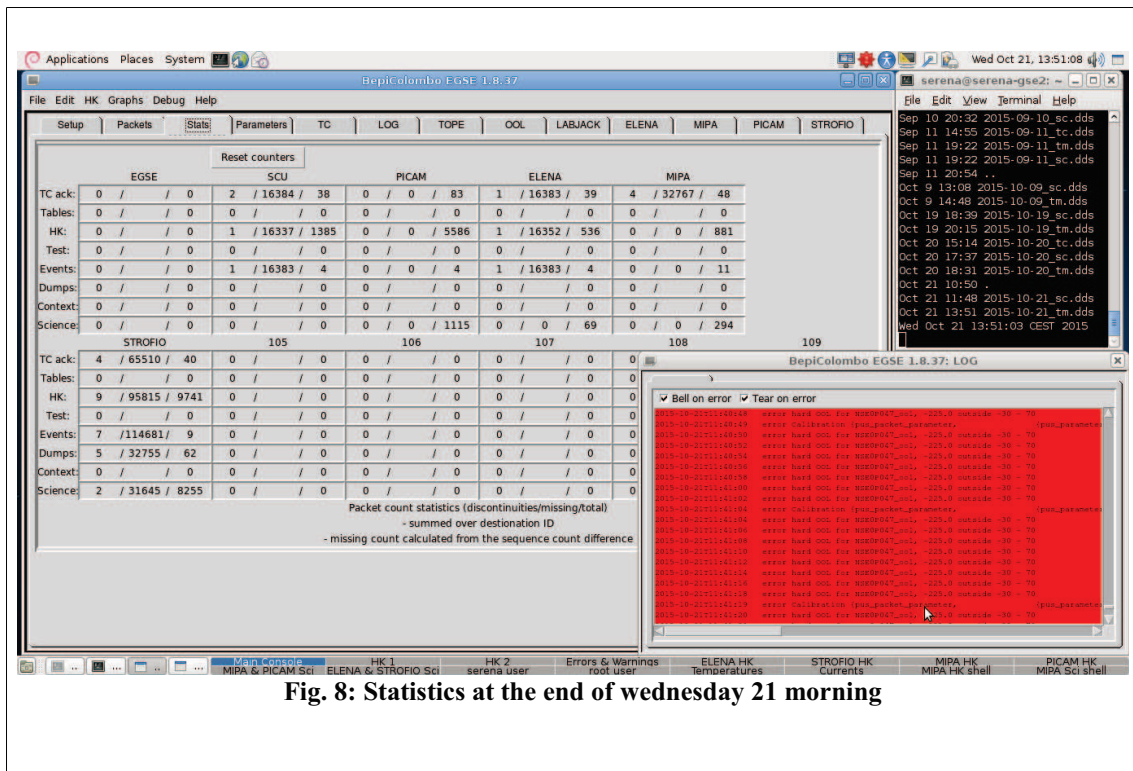 Applications Places System Wed Oct 21, 13:51:08
BepiColombo EGSE 1.8.37
File Edit HK Graphs Debug Help
Setup Packets Stats Parameters TC LOG TOPE OOL LABJACK ELENA MIPA PICAM STROFIO
Reset counters
EGSE SCU PICAM ELENA MIPA
TC ack: 0 / / 0 2 / 16384 / 38 0 / 0 / 83 1 / 16383 / 39 4 / 32767 / 48
Tables: 0 / / 0 0 / / 0 0 / / 0 0 / / 0 0 / / 0
HK: 0 / / 0 1 / 16337 / 1385 0 / 0 / 5586 1 / 16352 / 536 0 / 0 / 881
Test: 0 / / 0 0 / / 0 0 / / 0 0 / / 0 0 / / 0
Events: 0 / / 0 1 / 16383 / 4 0 / 0 / 4 1 / 16383 / 4 0 / 0 / 11
Dumps: 0 / / 0 0 / / 0 0 / / 0 0 / / 0 0 / / 0
Context: 0 / / 0 0 / / 0 0 / / 0 0 / / 0 0 / / 0
Science: 0 / / 0 0 / / 0 0 / 0 / 1115 0 / 0 / 69 0 / 0 / 294
STROFIO 105 106 107 108 109
TC ack: 4 / 65510 / 40 0 / / 0 0 / / 0 0 / / 0 0
Tables: 0 / / 0 0 / / 0 0 / / 0 0 / / 0 0
HK: 9 / 95815 / 9741 0 / / 0 0 / / 0 0 / / 0 0
Test: 0 / / 0 0 / / 0 0 / / 0 0 / / 0 0
Events: 7 /114681/ 9 0 / / 0 0 / / 0 0 / / 0 0
Dumps: 5 / 32755 / 62 0 / / 0 0 / / 0 0 / / 0 0
Context: 0 / / 0 0 / / 0 0 / / 0 0 / / 0 0
Science: 2 / 31645 / 8255 0 / / 0 0 / / 0 0 / / 0 0
Packet count statistics (discontinuities/missing/total)
- summed over destionation ID
- missing count calculated from the sequence count difference
serena@serena-gse2: ~
File Edit View Terminal Help
Sep 10 20:32 2015-09-10_sc.dds
Sep 11 14:55 2015-09-11_tc.dds
Sep 11 19:22 2015-09-11_tm.dds
Sep 11 19:22 2015-09-11_sc.dds
Sep 11 20:54 ..
Oct 9 13:08 2015-10-09_sc.dds
Oct 9 14:48 2015-10-09_tm.dds
Oct 19 18:39 2015-10-19_sc.dds
Oct 19 20:15 2015-10-19_tm.dds
Oct 20 15:14 2015-10-20_tc.dds
Oct 20 17:37 2015-10-20_sc.dds
Oct 20 18:31 2015-10-20_tm.dds
Oct 21 10:50 .
Oct 21 11:48 2015-10-21_sc.dds
Oct 21 13:51 2015-10-21_tm.dds
Wed Oct 21 13:51:03 CEST 2015
BepiColombo EGSE 1.8.37: LOG
Bell on error Tear on error
Main Console HK 1 HK 2 Errors & Warnings ELENA HK STROFIO HK MIPA HK PICAM HK
MIPA & PICAM Sci ELENA & STROFIO Sci serena user root user Temperatures Currents MIPA HK shell MIPA Sci shell
Fig. 8: Statistics at the end of wednesday 21 morning